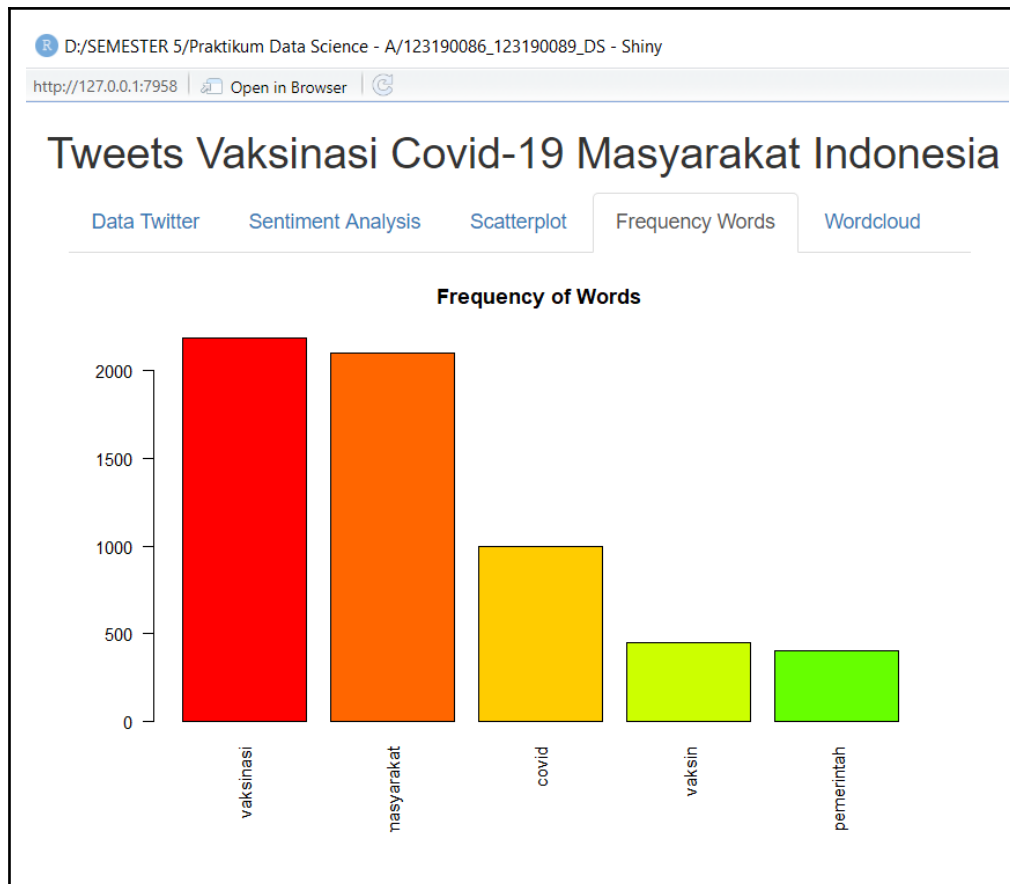 R D:/SEMESTER 5/Praktikum Data Science - A/123190086_123190089_DS - Shiny
http://127.0.0.1:7958 Open in Browser
Tweets Vaksinasi Covid-19 Masyarakat Indonesia
Data Twitter Sentiment Analysis Scatterplot Frequency Words Wordcloud
Frequency of Words
2000
1500
1000
500
0
vaksinasi masyarakat covid vaksin pemerintah